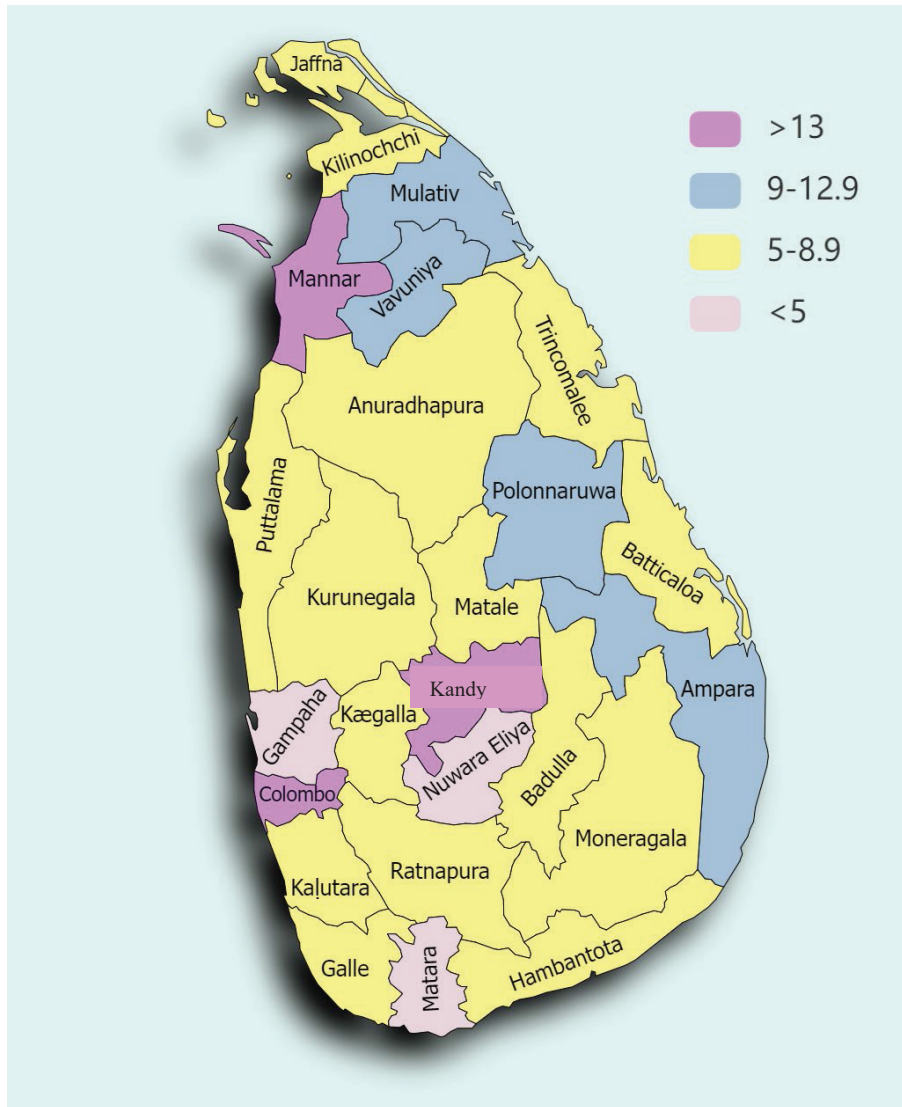 Jaffna
>13
Kilinochchi
9-12.9
Mulativ
5-8.9
Mannar
Vavuniya
<5
Trincomalee
Anuradhapura
Polonnaruwa
Puttalama
Batticaloa
Kurunegala
Matale
Kandy
Ampara
Gampaha
Kægalla
Nuwara Eliya
Badulla
Colombo
Moneragala
Ratnapura
Kaḷutara
Galle
Matara
Hambantota